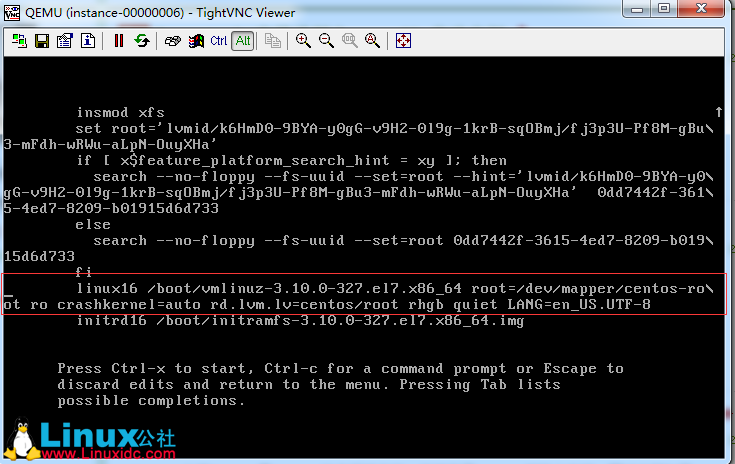 QEMU (instance-00000006) - TightVNC Viewer
Ctrl Alt
insmod xfs
set root='lvmid/k6HmD0-9BYA-y0gG-v9H2-0l9g-1krB-sqOBmj/fj3p3U-Pf8M-gBu\
3-mFdh-wRWu-aLpN-OuyXHa'
if [ x$feature_platform_search_hint = xy ]; then
search --no-floppy --fs-uuid --set=root --hint='lvmid/k6HmD0-9BYA-y0\
gG-v9H2-0l9g-1krB-sqOBmj/fj3p3U-Pf8M-gBu3-mFdh-wRWu-aLpN-OuyXHa' 0dd7442f-361\
5-4ed7-8209-b01915d6d733
else
search --no-floppy --fs-uuid --set=root 0dd7442f-3615-4ed7-8209-b019\
15d6d733
fi
linux16 /boot/vmlinuz-3.10.0-327.el7.x86_64 root=/dev/mapper/centos-ro\
ot ro crashkernel=auto rd.lvm.lv=centos/root rhgb quiet LANG=en_US.UTF-8
initrd16 /boot/initramfs-3.10.0-327.el7.x86_64.img
Press Ctrl-x to start, Ctrl-c for a command prompt or Escape to
discard edits and return to the menu. Pressing Tab lists
possible completions.
Linux公社
www.Linuxidc.com